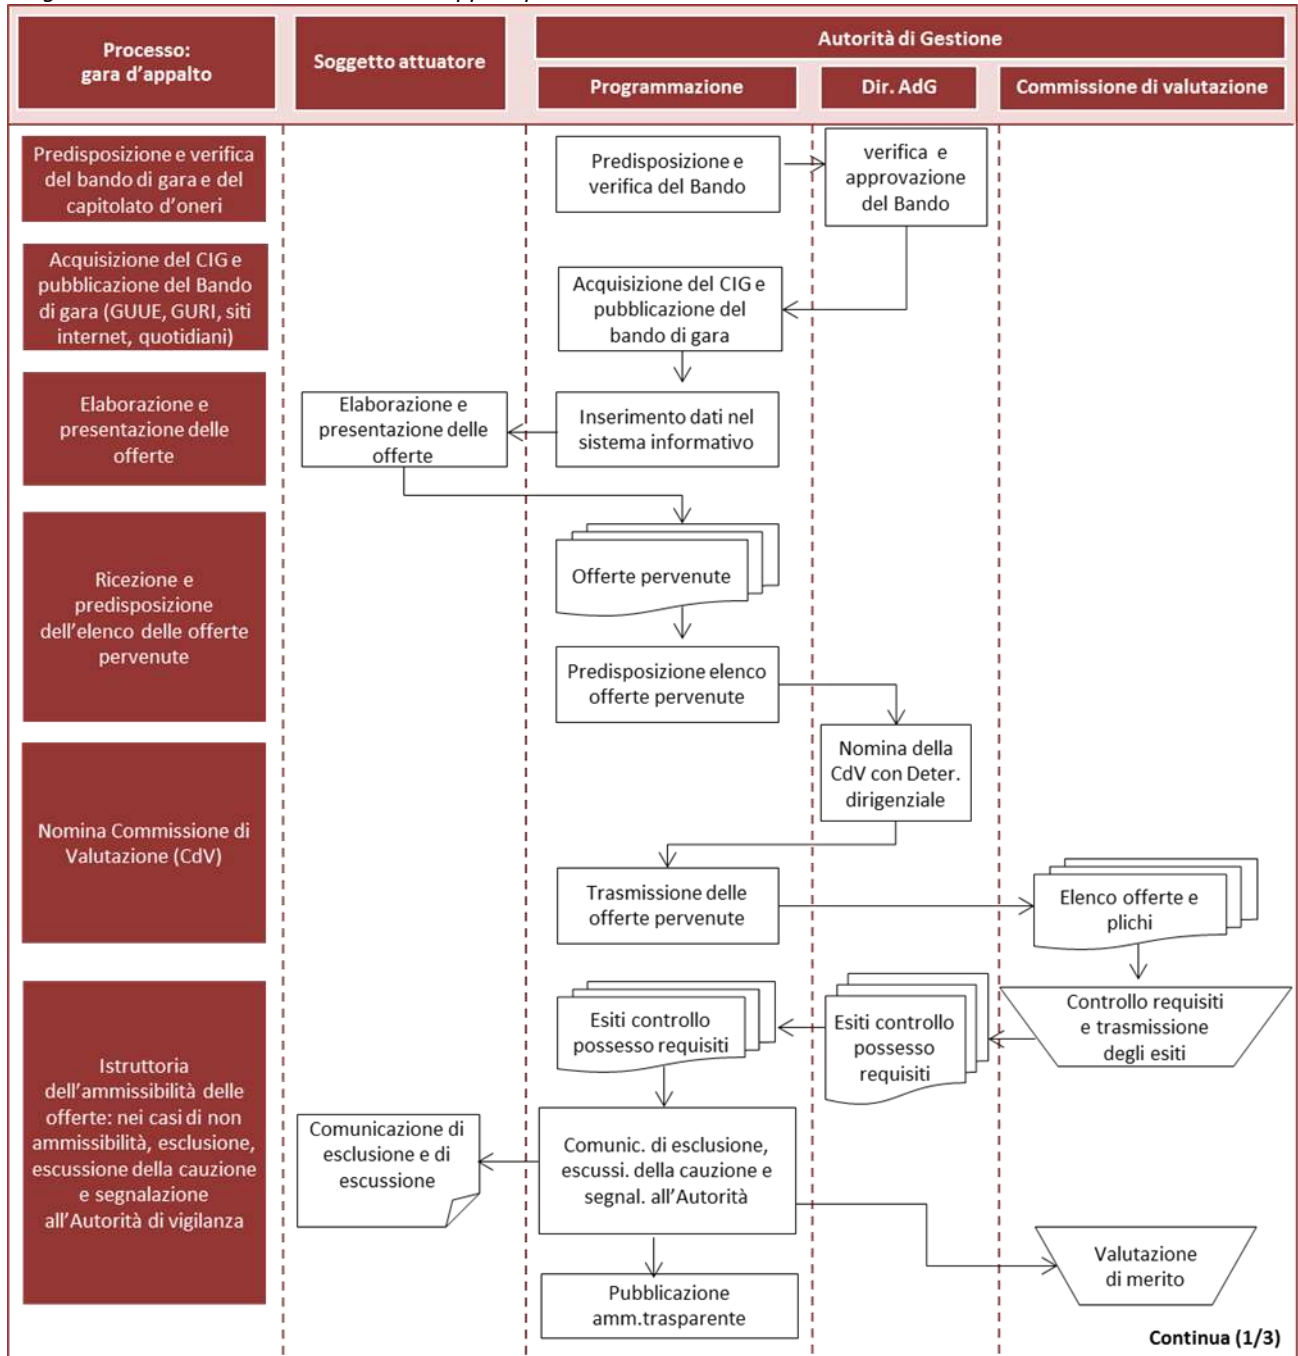 Processo:
gara d'appalto
Soggetto attuatore
Autorità di Gestione
Programmazione
Dir. AdG
Commissione di valutazione
Predisposizione e verifica
del bando di gara e del
capitolato d'oneri
Predisposizione e
verifica del Bando
verifica e
approvazione
del Bando
Acquisizione del CIG e
pubblicazione del Bando
di gara (GUUE, GURI, siti
internet, quotidiani)
Acquisizione del CIG e
pubblicazione del
bando di gara
Elaborazione e
presentazione delle
offerte
Elaborazione e
presentazione delle
offerte
Inserimento dati nel
sistema informativo
Ricezione e
predisposizione
dell'elenco delle offerte
pervenute
Offerte pervenute
Predisposizione elenco
offerte pervenute
Nomina Commissione di
Valutazione (CdV)
Nomina della
CdV con Deter.
dirigenziale
Trasmissione delle
offerte pervenute
Elenco offerte e
plichi
Istruttoria
dell'ammissibilità delle
offerte: nei casi di non
ammissibilità, esclusione,
escussione della cauzione
e segnalazione
all'Autorità di vigilanza
Controllo requisiti
e trasmissione
degli esiti
Esiti controllo
possesso
requisiti
Esiti controllo
possesso requisiti
Comunicazione di
esclusione e di
escussione
Comunic. di esclusione,
escussi. della cauzione e
segnal. all'Autorità
Valutazione
di merito
Pubblicazione
amm.trasparente
Continua (1/3)